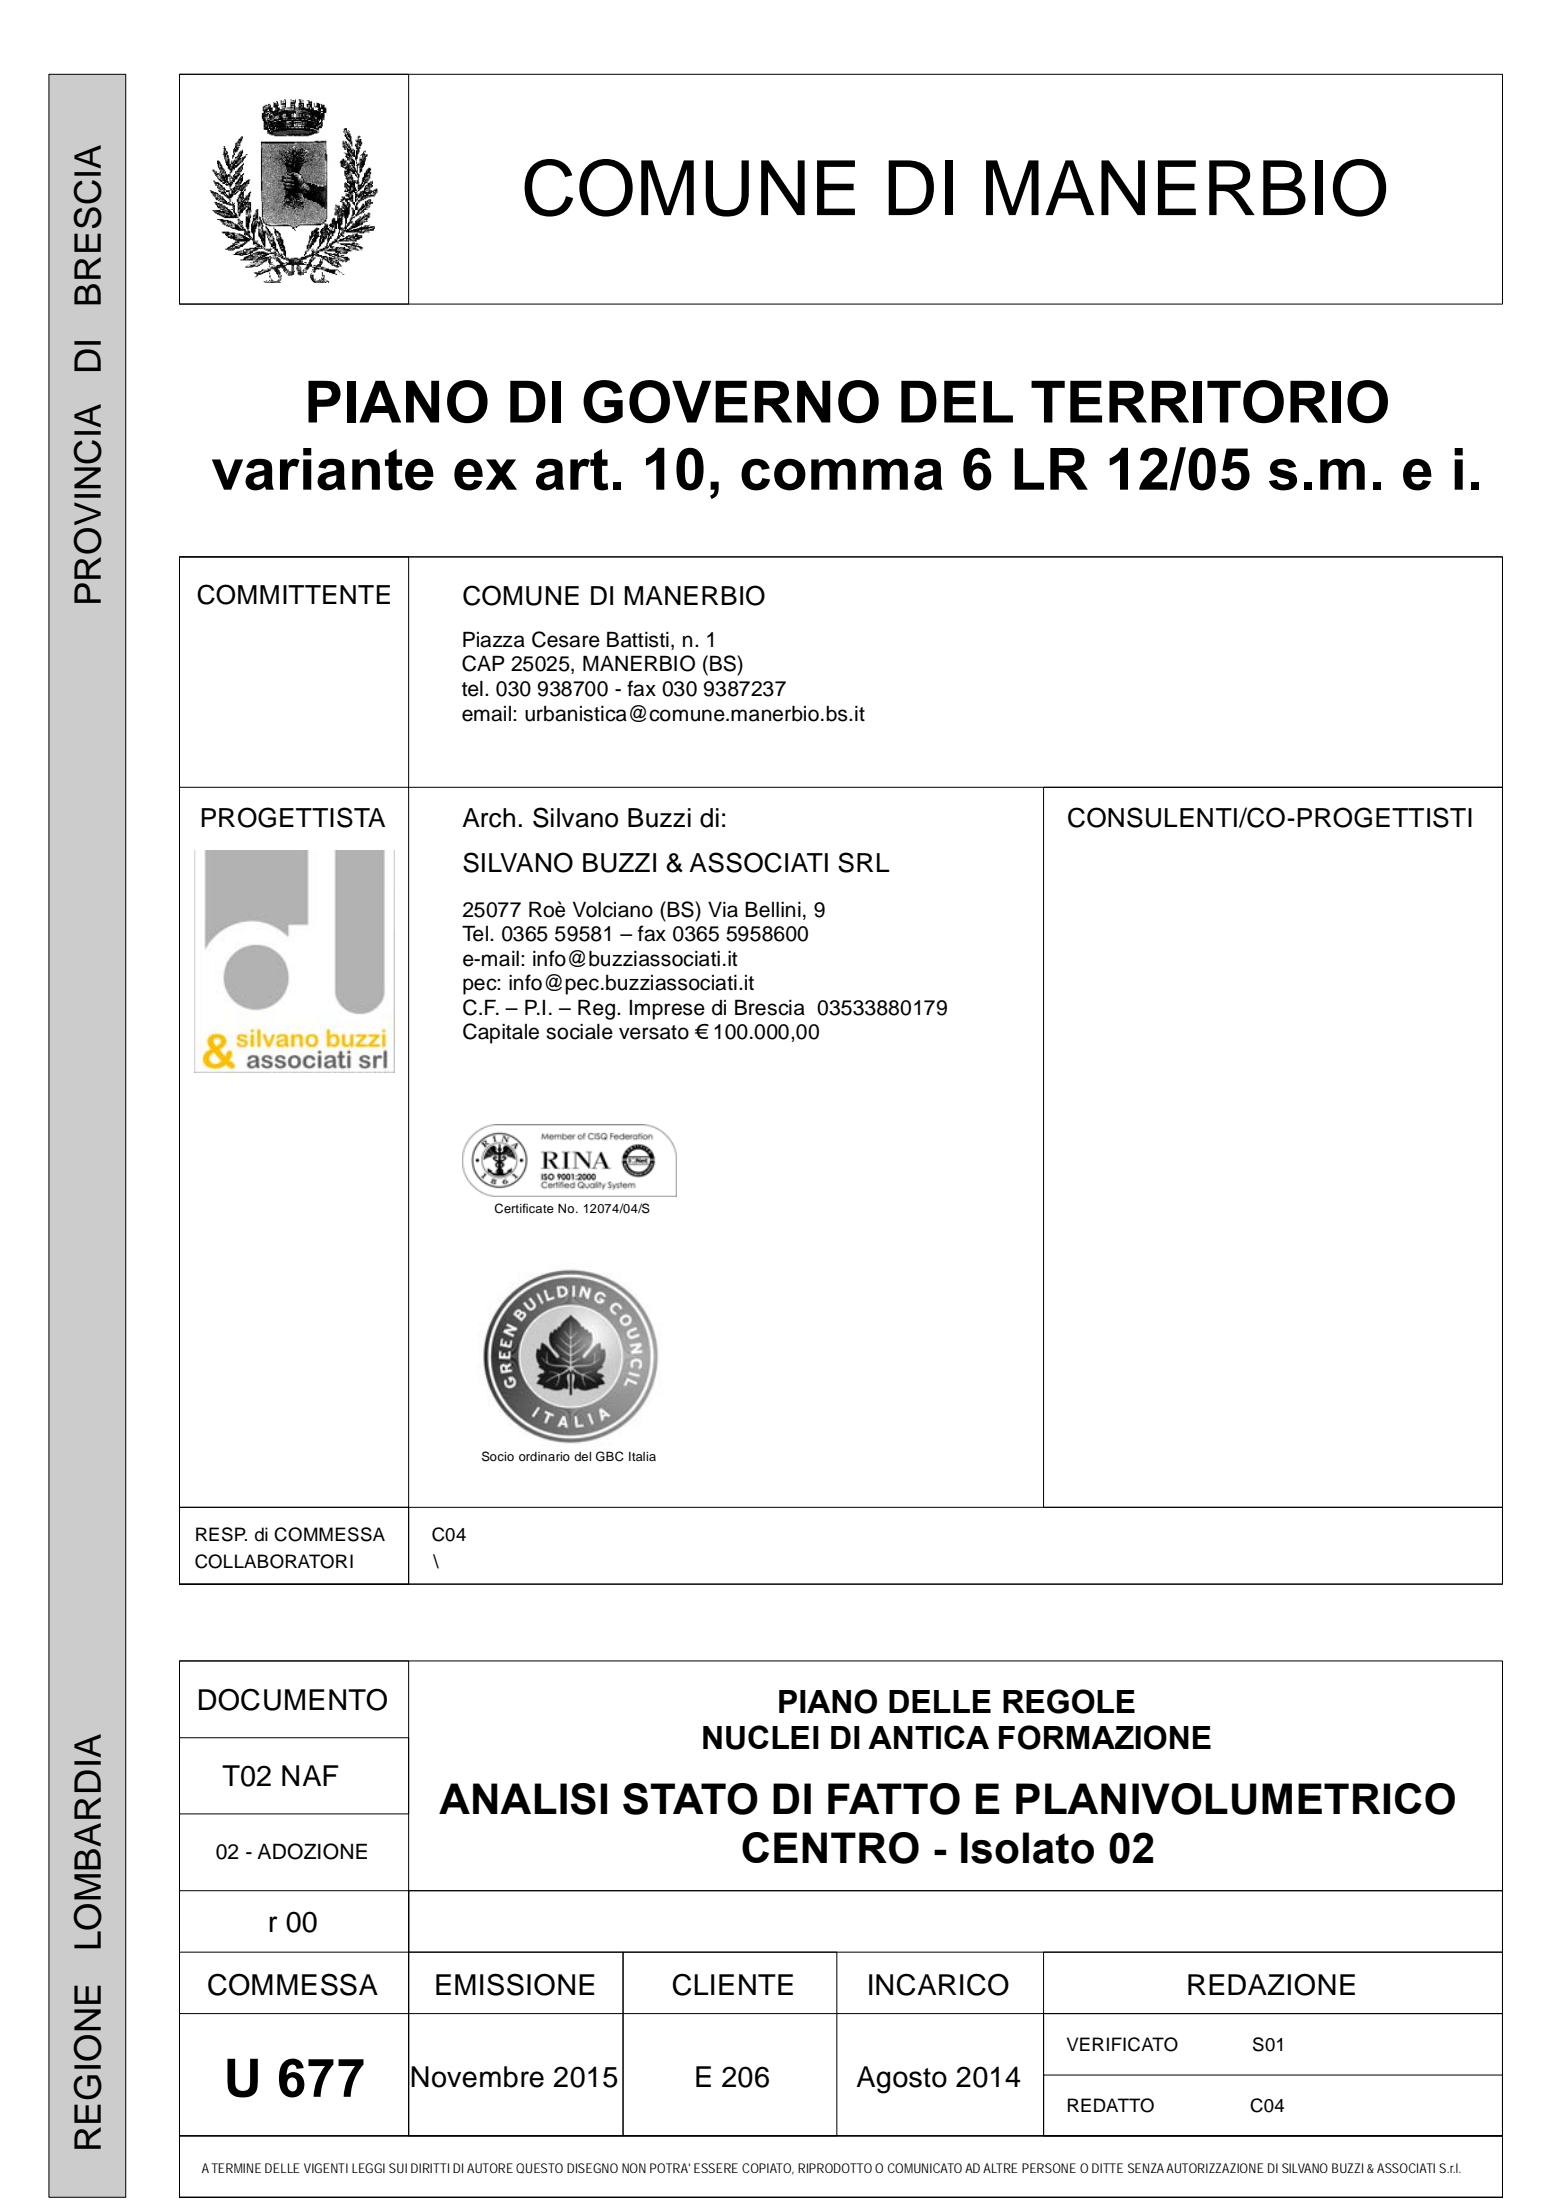 PROVINCIA DI BRESCIA
REGIONE LOMBARDIA
COMUNE DI MANERBIO
PIANO DI GOVERNO DEL TERRITORIO
variante ex art. 10, comma 6 LR 12/05 s.m. e i.
COMMITTENTE
COMUNE DI MANERBIO
Piazza Cesare Battisti, n. 1
CAP 25025, MANERBIO (BS)
tel. 030 938700 - fax 030 9387237
email: urbanistica@comune.manerbio.bs.it
PROGETTISTA
& silvano buzzi
associati srl
Arch. Silvano Buzzi di:
SILVANO BUZZI & ASSOCIATI SRL
25077 Roè Volciano (BS) Via Bellini, 9
Tel. 0365 59581 – fax 0365 5958600
e-mail: info@buzziassociati.it
pec: info@pec.buzziassociati.it
C.F. – P.I. – Reg. Imprese di Brescia 03533880179
Capitale sociale versato € 100.000,00
RINA
1861
Member of CISQ Federation
RINA
ISO 9001:2000
Certified Quality System
Certificate No. 12074/04/S
GREEN BUILDING COUNCIL
ITALIA
Socio ordinario del GBC Italia
CONSULENTI/CO-PROGETTISTI
RESP. di COMMESSA C04
COLLABORATORI \
DOCUMENTO
T02 NAF
02 - ADOZIONE
r 00
PIANO DELLE REGOLE
NUCLEI DI ANTICA FORMAZIONE
ANALISI STATO DI FATTO E PLANIVOLUMETRICO
CENTRO - Isolato 02
COMMESSA EMISSIONE CLIENTE INCARICO REDAZIONE
U 677 Novembre 2015 E 206 Agosto 2014
VERIFICATO S01
REDATTO C04
A TERMINE DELLE VIGENTI LEGGI SUI DIRITTI DI AUTORE QUESTO DISEGNO NON POTRA' ESSERE COPIATO, RIPRODOTTO O COMUNICATO AD ALTRE PERSONE O DITTE SENZA AUTORIZZAZIONE DI SILVANO BUZZI & ASSOCIATI S.r.l.